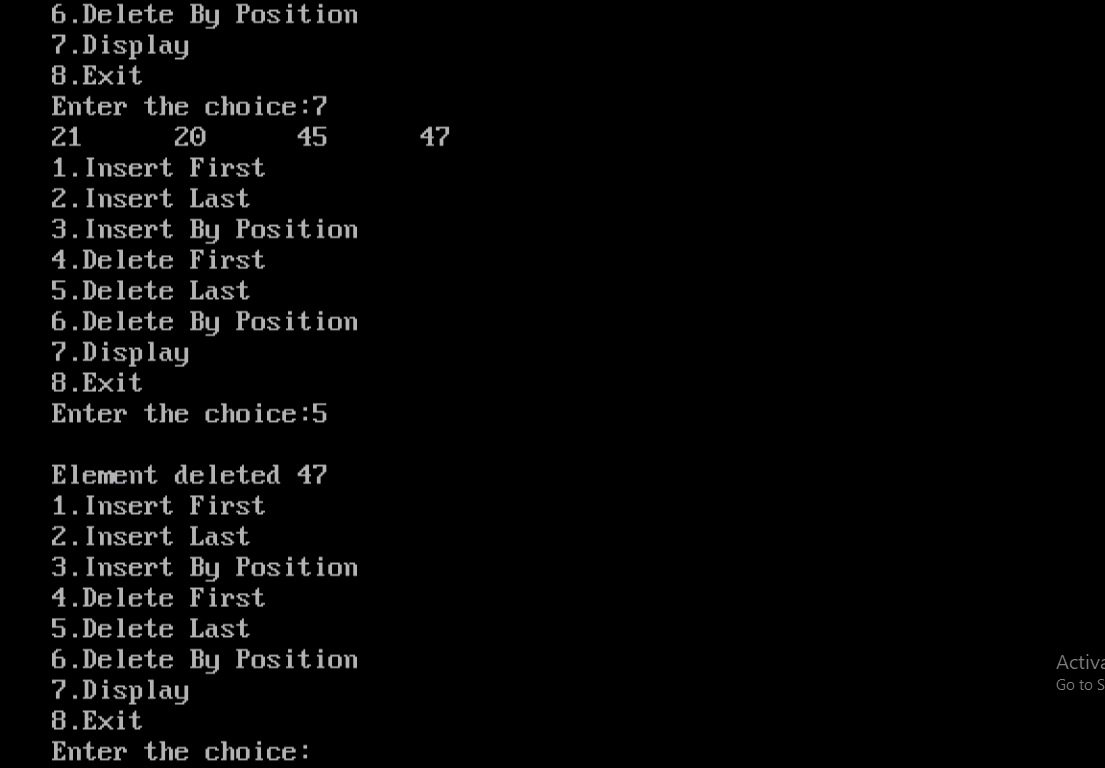 6.Delete By Position
7.Display
8.Exit
Enter the choice:7
21 20 45 47
1.Insert First
2.Insert Last
3.Insert By Position
4.Delete First
5.Delete Last
6.Delete By Position
7.Display
8.Exit
Enter the choice:5
Element deleted 47
1.Insert First
2.Insert Last
3.Insert By Position
4.Delete First
5.Delete Last
6.Delete By Position
7.Display
8.Exit
Enter the choice:
Activa
Go to S